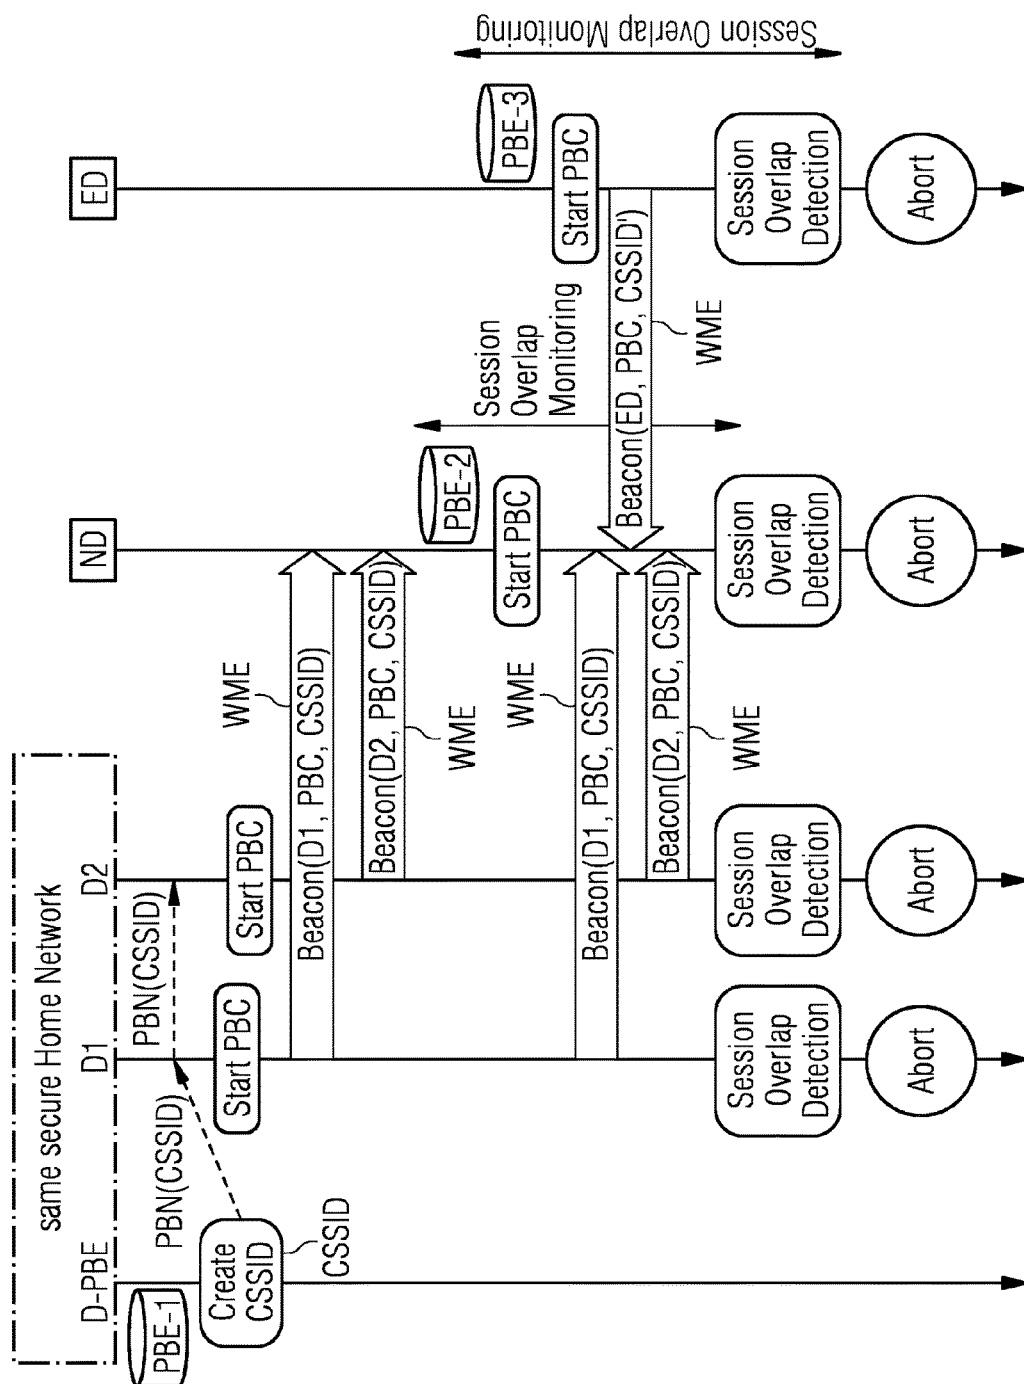 same secure Home Network
D-PBE
D1
D2
ND
ED
PBE-1
PBN(CSSID)
PBN(CSSID)
Create
CSSID
CSSID
Start PBC
Start PBC
WME
Beacon(D1, PBC, CSSID)
Beacon(D2, PBC, CSSID)
WME
PBE-2
Start PBC
PBE-3
Start PBC
Session
Overlap
Monitoring
Session Overlap Monitoring
WME
Beacon(D1, PBC, CSSID)
Beacon(ED, PBC, CSSID')
WME
Beacon(D2, PBC, CSSID)
WME
Session
Overlap
Detection
Session
Overlap
Detection
Session
Overlap
Detection
Session
Overlap
Detection
Abort
Abort
Abort
Abort